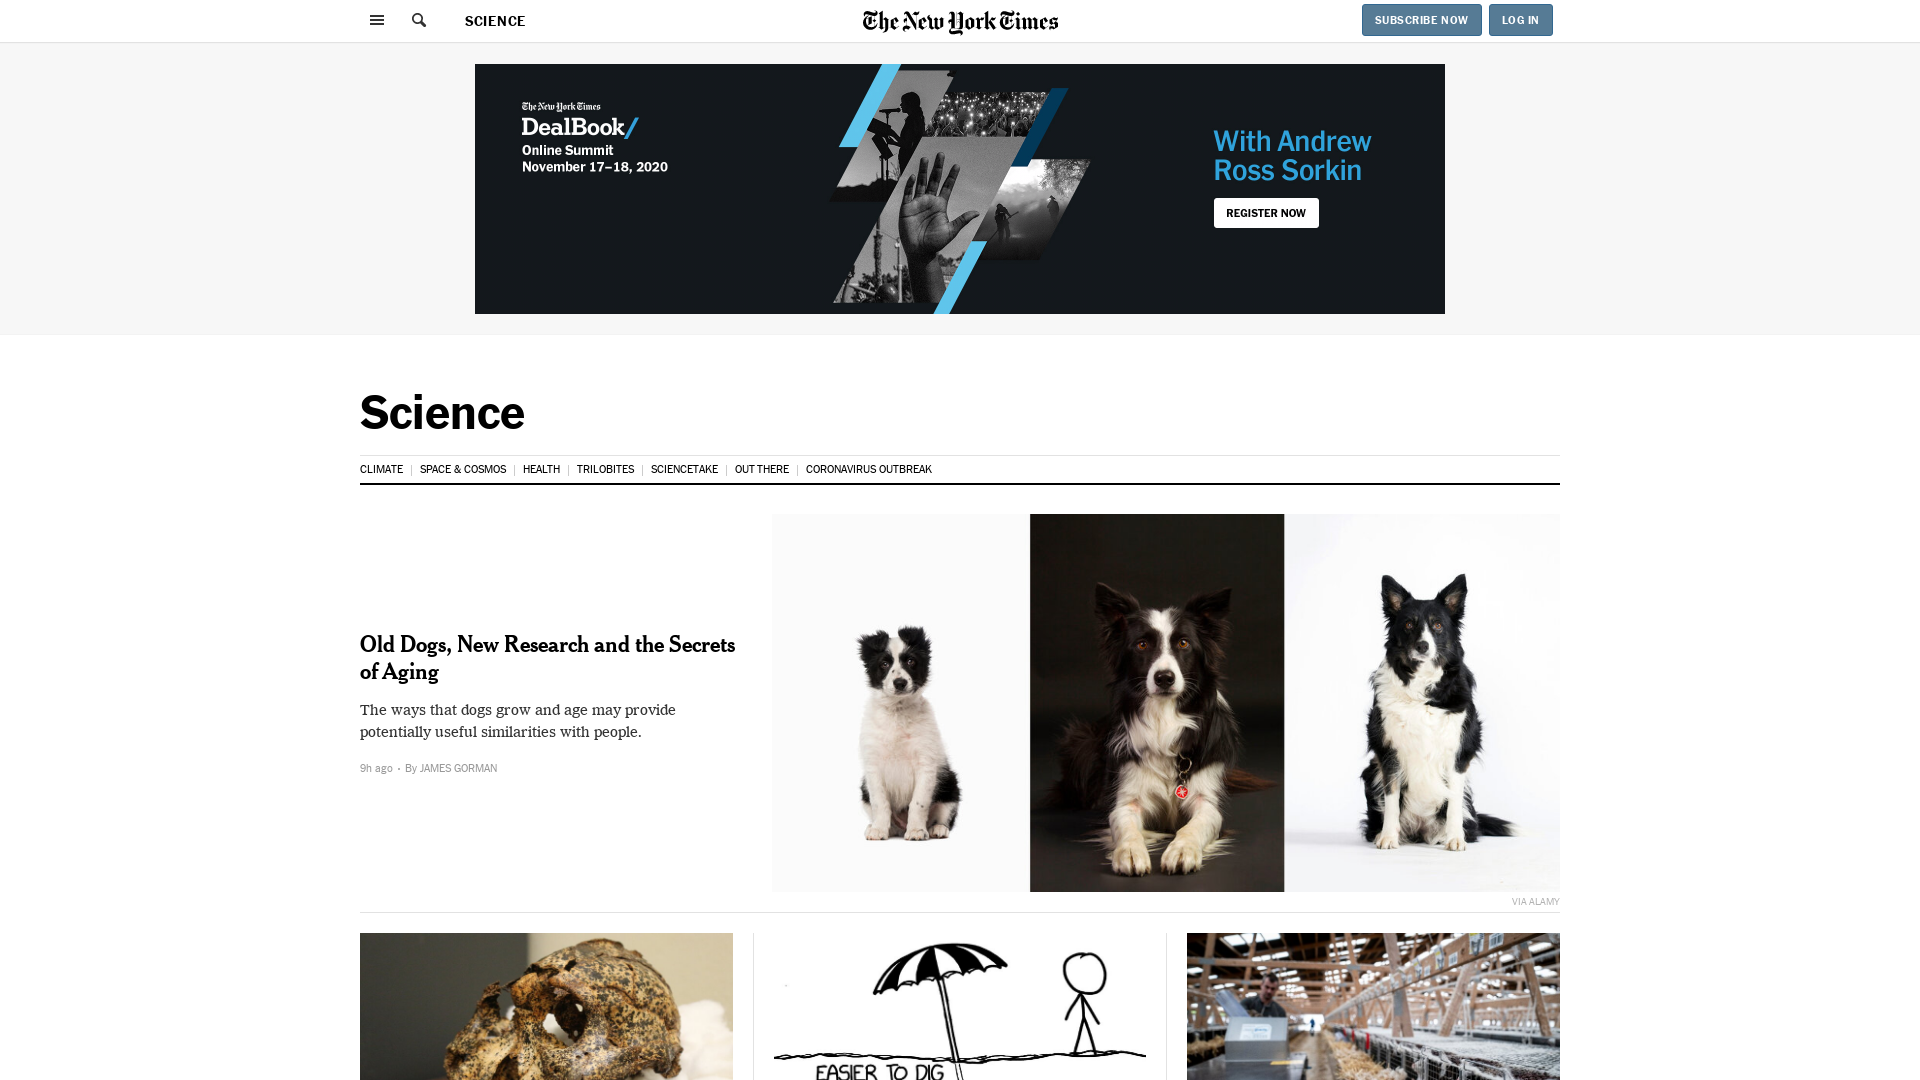 SCIENCE
The New York Times
SUBSCRIBE NOW
LOG IN
The New York Times
DealBook/
Online Summit
November 17–18, 2020
With Andrew
Ross Sorkin
REGISTER NOW
Science
CLIMATE
SPACE & COSMOS
HEALTH
TRILOBITES
SCIENCETAKE
OUT THERE
CORONAVIRUS OUTBREAK
Old Dogs, New Research and the Secrets
of Aging
The ways that dogs grow and age may provide
potentially useful similarities with people.
9h ago • By JAMES GORMAN
VIA ALAMY
EASIER TO DIG